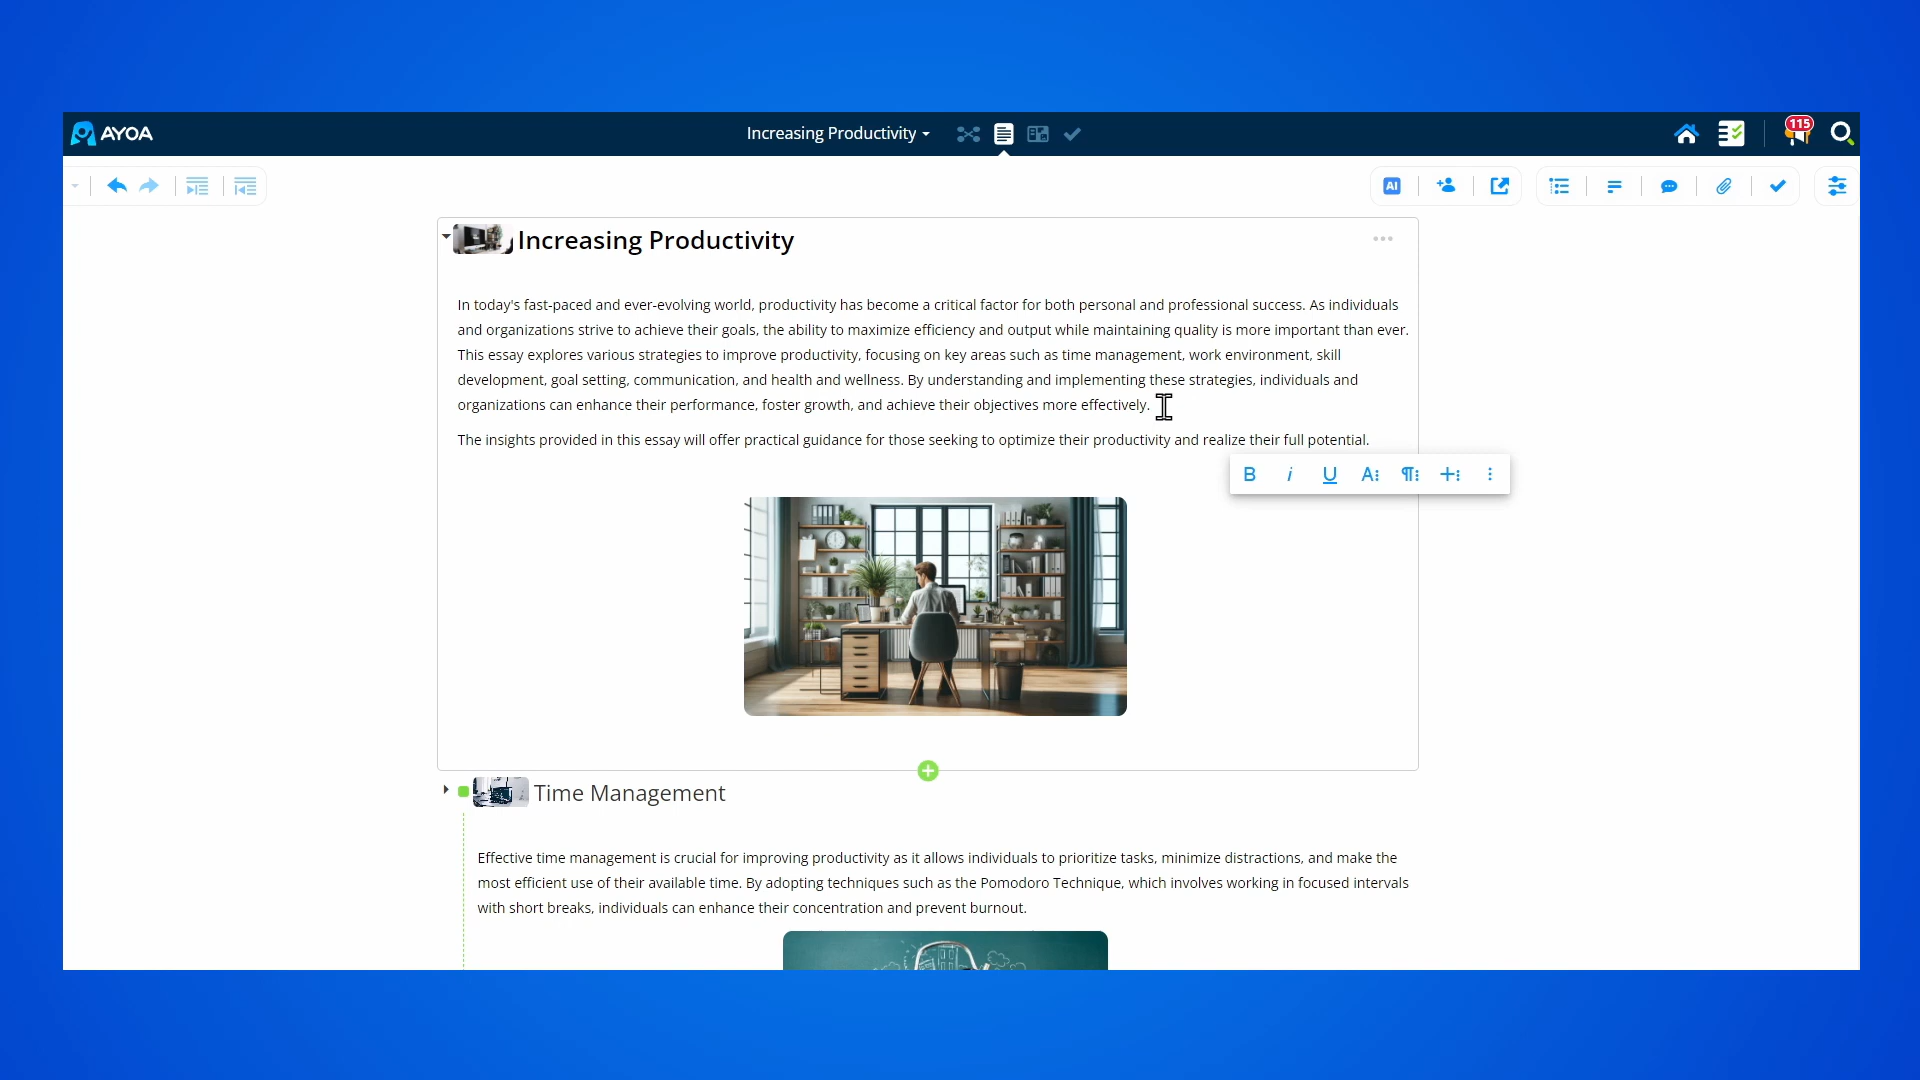 AYOA
Increasing Productivity
115
AI
Increasing Productivity
In today's fast-paced and ever-evolving world, productivity has become a critical factor for both personal and professional success. As individuals
and organizations strive to achieve their goals, the ability to maximize efficiency and output while maintaining quality is more important than ever.
This essay explores various strategies to improve productivity, focusing on key areas such as time management, work environment, skill
development, goal setting, communication, and health and wellness. By understanding and implementing these strategies, individuals and
organizations can enhance their performance, foster growth, and achieve their objectives more effectively.
The insights provided in this essay will offer practical guidance for those seeking to optimize their productivity and realize their full potential.
B i U A
Time Management
Effective time management is crucial for improving productivity as it allows individuals to prioritize tasks, minimize distractions, and make the
most efficient use of their available time. By adopting techniques such as the Pomodoro Technique, which involves working in focused intervals
with short breaks, individuals can enhance their concentration and prevent burnout.